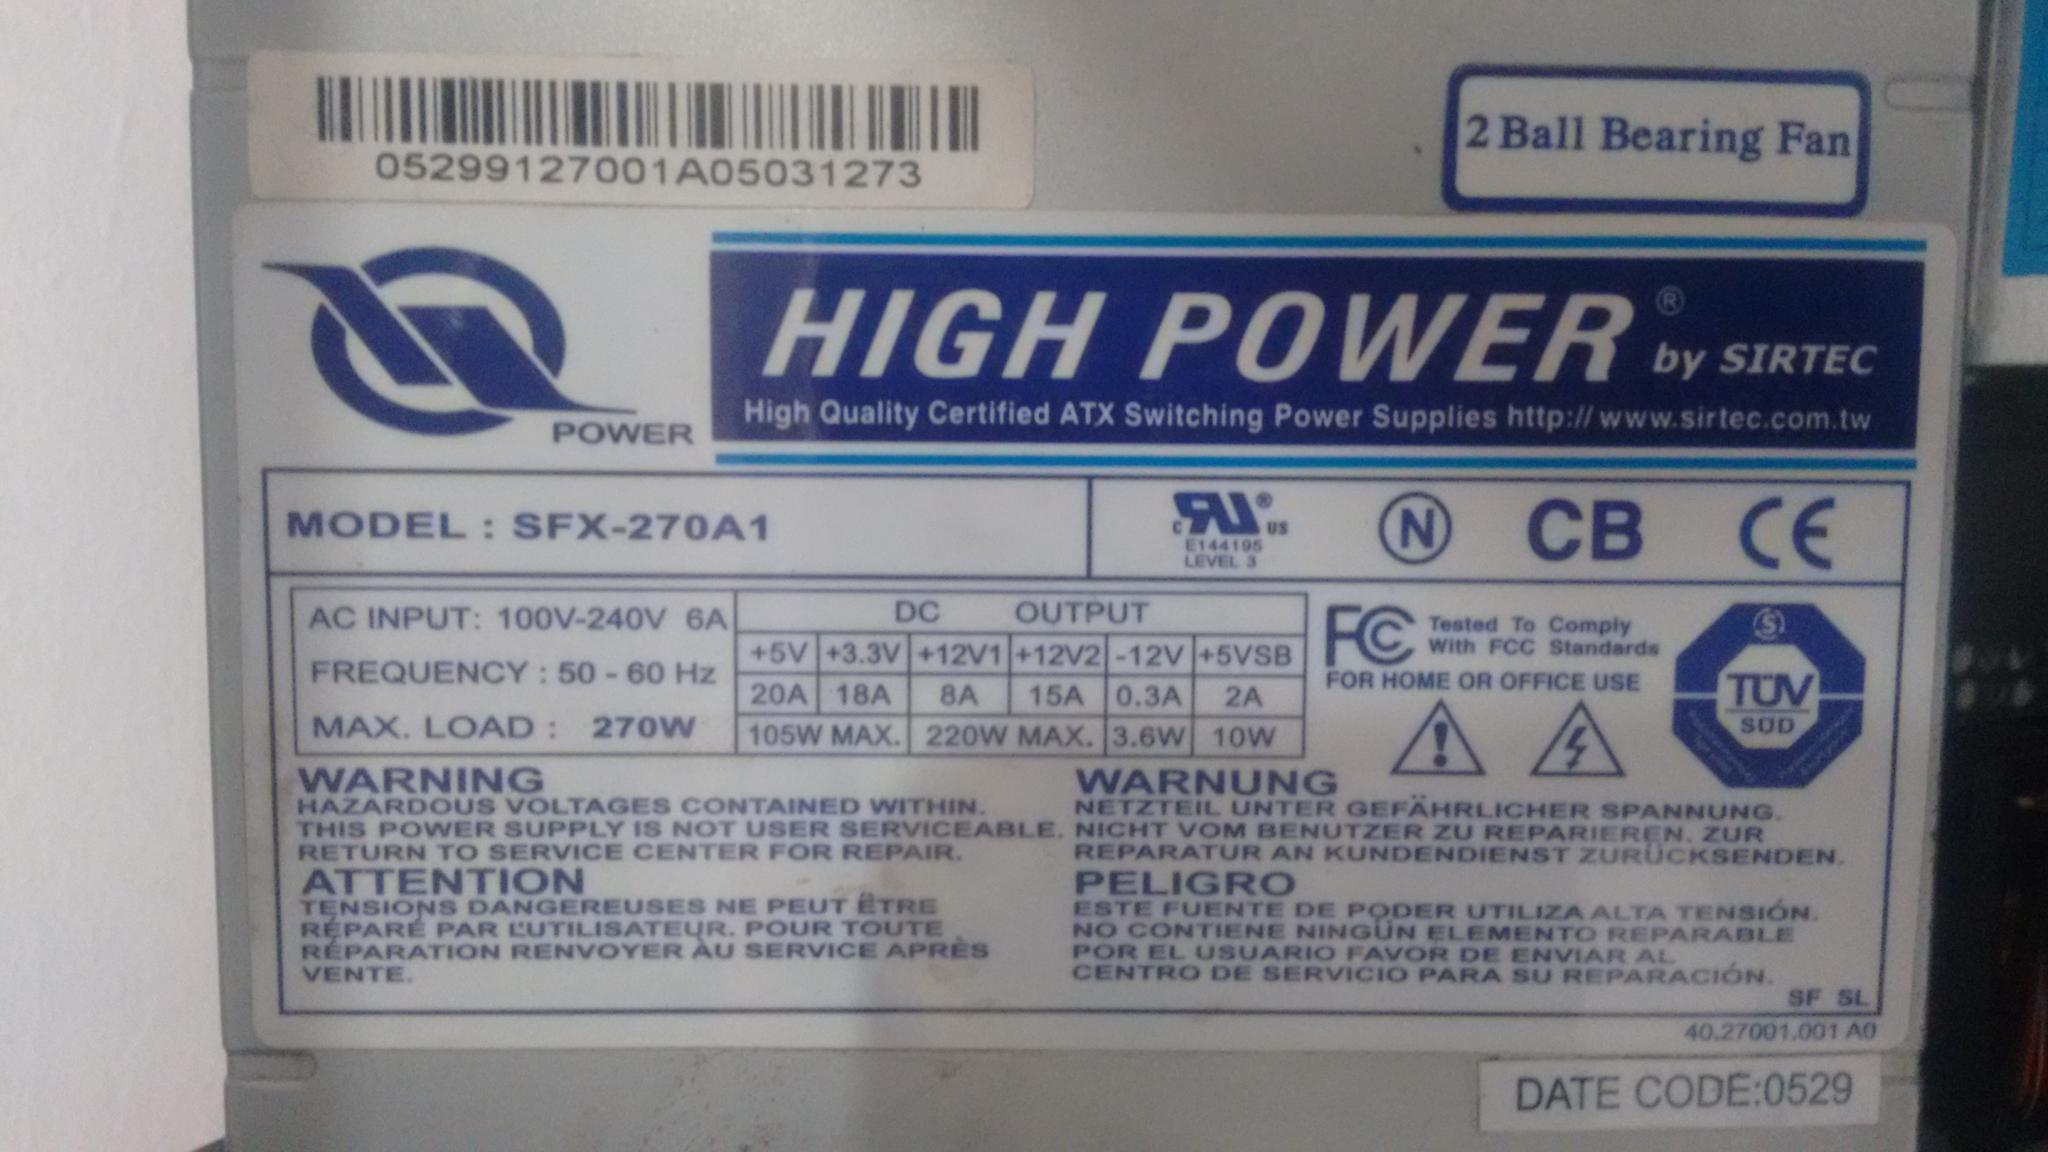 05299127001A05031273
2 Ball Bearing Fan
POWER
HIGH POWER® by SIRTEC
High Quality Certified ATX Switching Power Supplies http://www.sirtec.com.tw
MODEL : SFX-270A1
c RU® US
E144195
LEVEL 3
N
CB
CE
AC INPUT: 100V-240V 6A
FREQUENCY : 50 - 60 Hz
MAX. LOAD : 270W
DC OUTPUT
+5V +3.3V +12V1 +12V2 -12V +5VSB
20A 18A 8A 15A 0.3A 2A
105W MAX. 220W MAX. 3.6W 10W
FC Tested To Comply
With FCC Standards
FOR HOME OR OFFICE USE
S
TÜV
SÜD
WARNING
HAZARDOUS VOLTAGES CONTAINED WITHIN.
THIS POWER SUPPLY IS NOT USER SERVICEABLE.
RETURN TO SERVICE CENTER FOR REPAIR.
ATTENTION
TENSIONS DANGEREUSES NE PEUT ÊTRE
RÉPARÉ PAR L'UTILISATEUR. POUR TOUTE
RÉPARATION RENVOYER AU SERVICE APRÈS
VENTE.
WARNUNG
NETZTEIL UNTER GEFÄHRLICHER SPANNUNG.
NICHT VOM BENUTZER ZU REPARIEREN. ZUR
REPARATUR AN KUNDENDIENST ZURÜCKSENDEN.
PELIGRO
ESTE FUENTE DE PODER UTILIZA ALTA TENSIÓN.
NO CONTIENE NINGÚN ELEMENTO REPARABLE
POR EL USUARIO FAVOR DE ENVIAR AL
CENTRO DE SERVICIO PARA SU REPARACIÓN.
SF SL
40.27001.001 A0
DATE CODE:0529